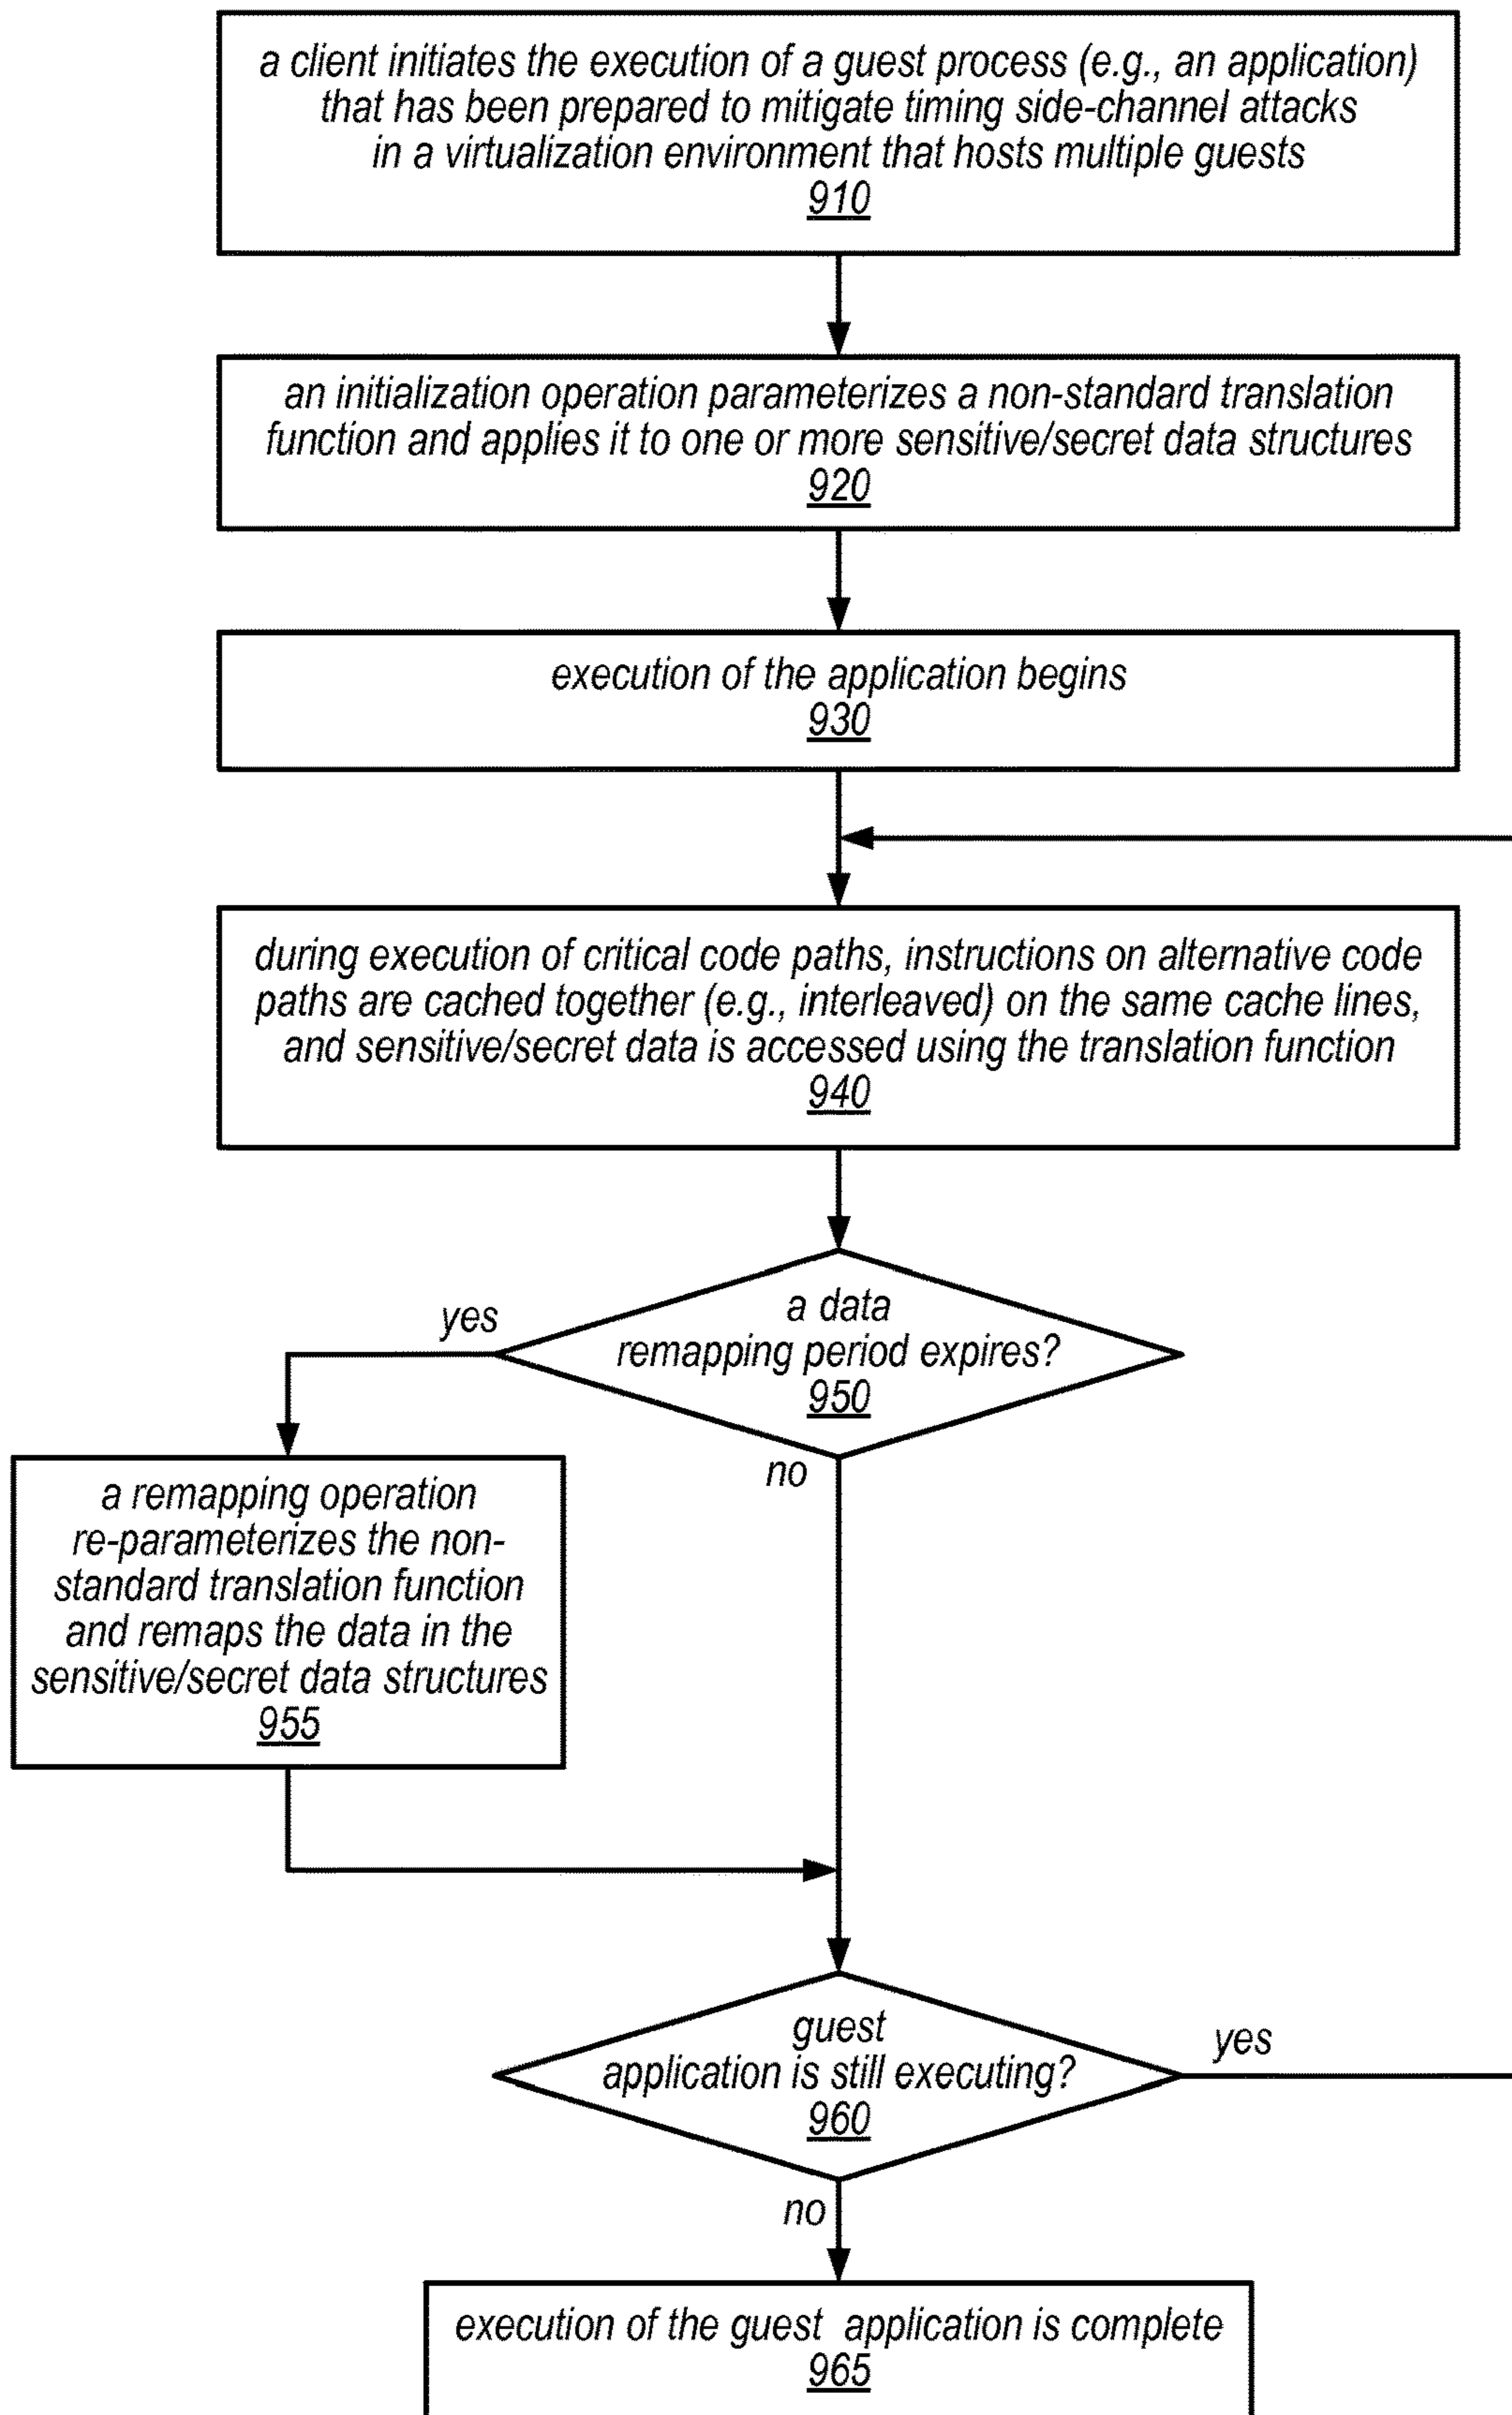 a client initiates the execution of a guest process (e.g., an application)
that has been prepared to mitigate timing side-channel attacks
in a virtualization environment that hosts multiple guests
910
an initialization operation parameterizes a non-standard translation
function and applies it to one or more sensitive/secret data structures
920
execution of the application begins
930
during execution of critical code paths, instructions on alternative code
paths are cached together (e.g., interleaved) on the same cache lines,
and sensitive/secret data is accessed using the translation function
940
a data
remapping period expires?
950
yes
no
a remapping operation
re-parameterizes the non-
standard translation function
and remaps the data in the
sensitive/secret data structures
955
guest
application is still executing?
960
yes
no
execution of the guest application is complete
965